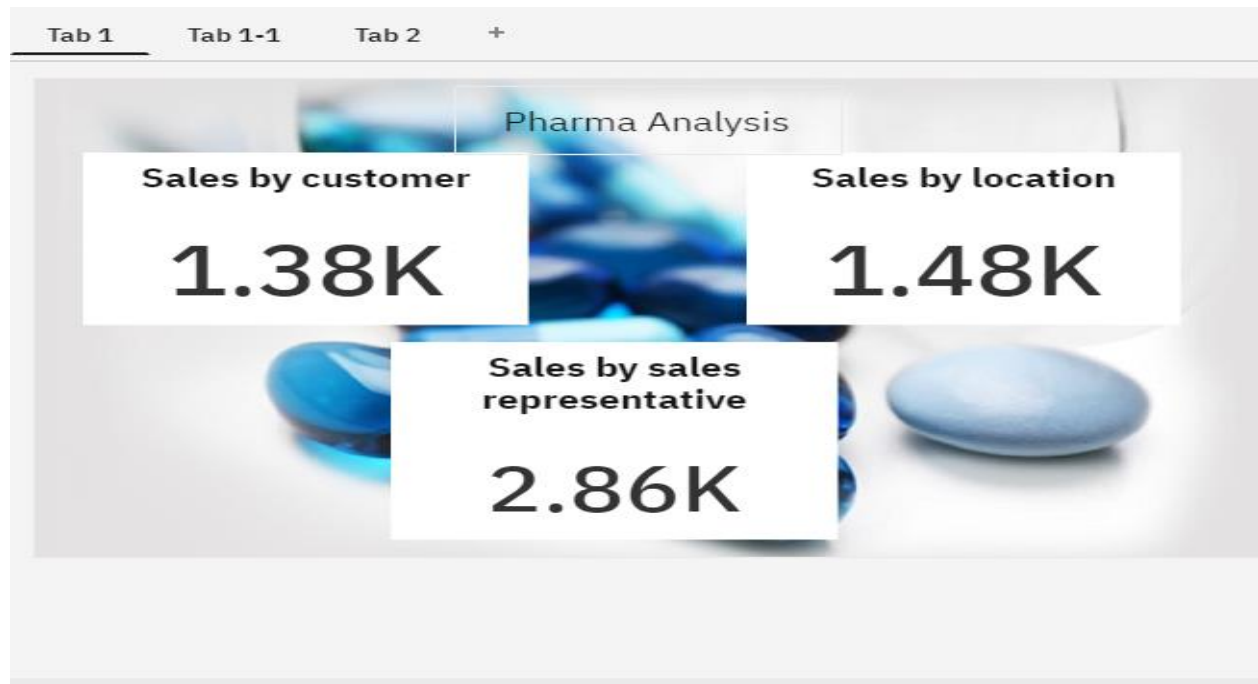 Tab 1 Tab 1-1 Tab 2 +
Pharma Analysis
Sales by customer
1.38K
Sales by location
1.48K
Sales by sales
representative
2.86K